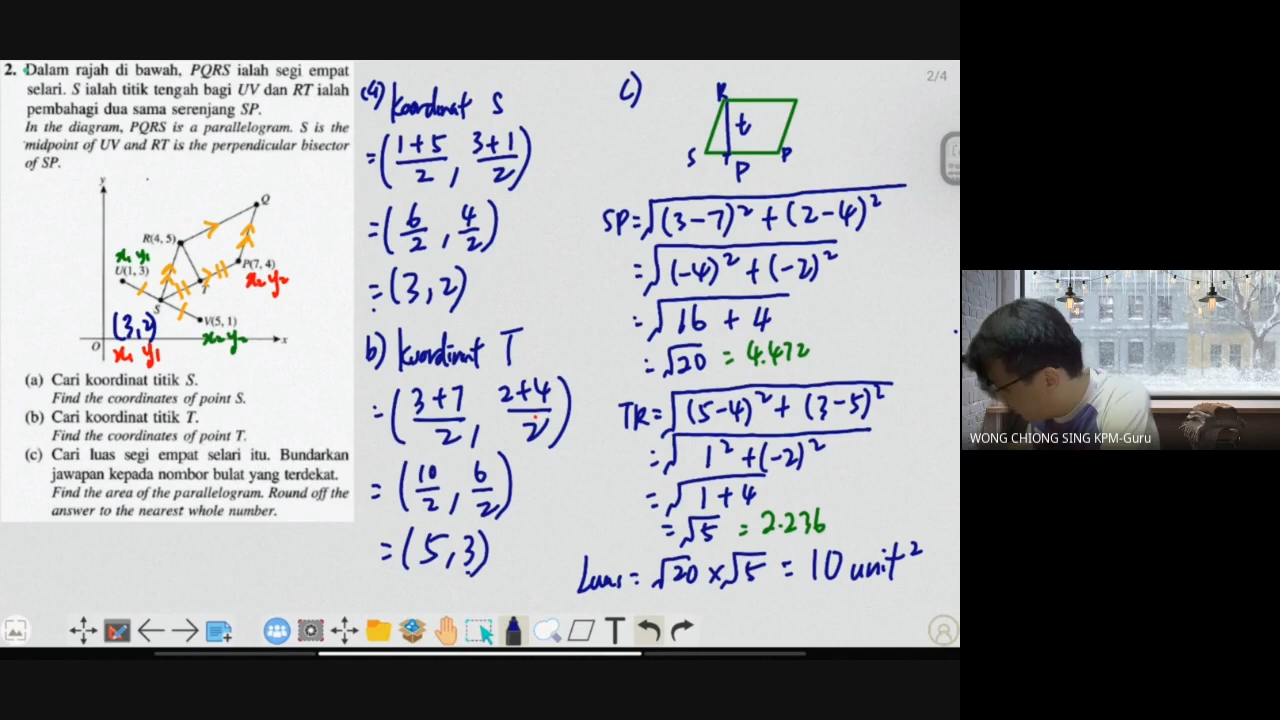 2. Dalam rajah di bawah, PQRS ialah segi empat
selari. S ialah titik tengah bagi UV dan RT ialah
pembahagi dua sama serenjang SP.
In the diagram, PQRS is a parallelogram. S is the
midpoint of UV and RT is the perpendicular bisector
of SP.
y
Q
R(4, 5)
x₁ y₁
U(1, 3)
P(7, 4)
x₂ y₂
T
S
(3, 2)
V(5, 1)
x₁ y₁
x₂ y₂
O
x
(a) Cari koordinat titik S.
Find the coordinates of point S.
(b) Cari koordinat titik T.
Find the coordinates of point T.
(c) Cari luas segi empat selari itu. Bundarkan
jawapan kepada nombor bulat yang terdekat.
Find the area of the parallelogram. Round off the
answer to the nearest whole number.
(a) Koordinat S
= (1+5/2, 3+1/2)
= (6/2, 4/2)
= (3, 2)
b) Koordinat T
= (3+7/2, 2+4/2)
= (10/2, 6/2)
= (5, 3)
c)
R
t
S
P
P
SP = √(3-7)² + (2-4)²
= √(-4)² + (-2)²
= √16 + 4
= √20 = 4.472
TR = √(5-4)² + (3-5)²
= √1² + (-2)²
= √1 + 4
= √5 = 2.236
Luas = √20 × √5 = 10 unit²
2/4
T
WONG CHIONG SING KPM-Guru